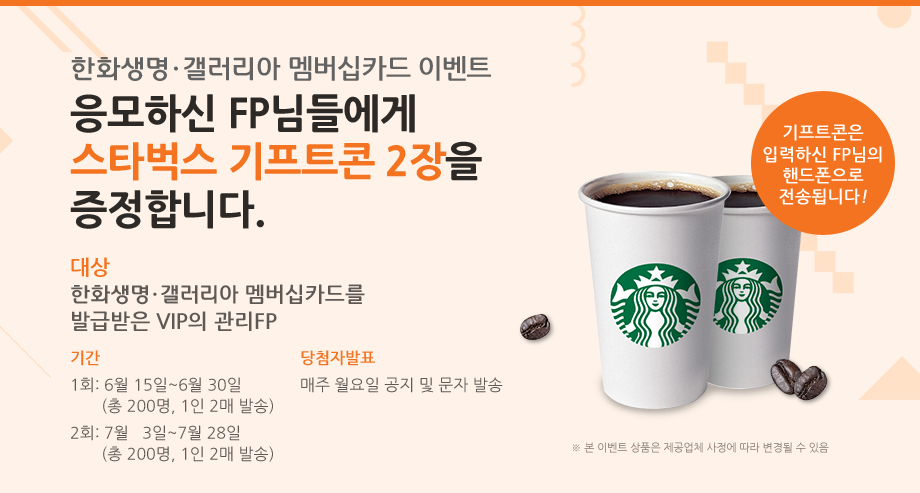 한화생명·갤러리아 멤버십카드 이벤트
응모하신 FP님들에게
스타벅스 기프트콘 2장을
증정합니다.
기프트콘은
입력하신 FP님의
핸드폰으로
전송됩니다!
대상
한화생명·갤러리아 멤버십카드를
발급받은 VIP의 관리FP
기간
1회: 6월 15일~6월 30일
(총 200명, 1인 2매 발송)
2회: 7월 3일~7월 28일
(총 200명, 1인 2매 발송)
당첨자발표
매주 월요일 공지 및 문자 발송
※ 본 이벤트 상품은 제공업체 사정에 따라 변경될 수 있음